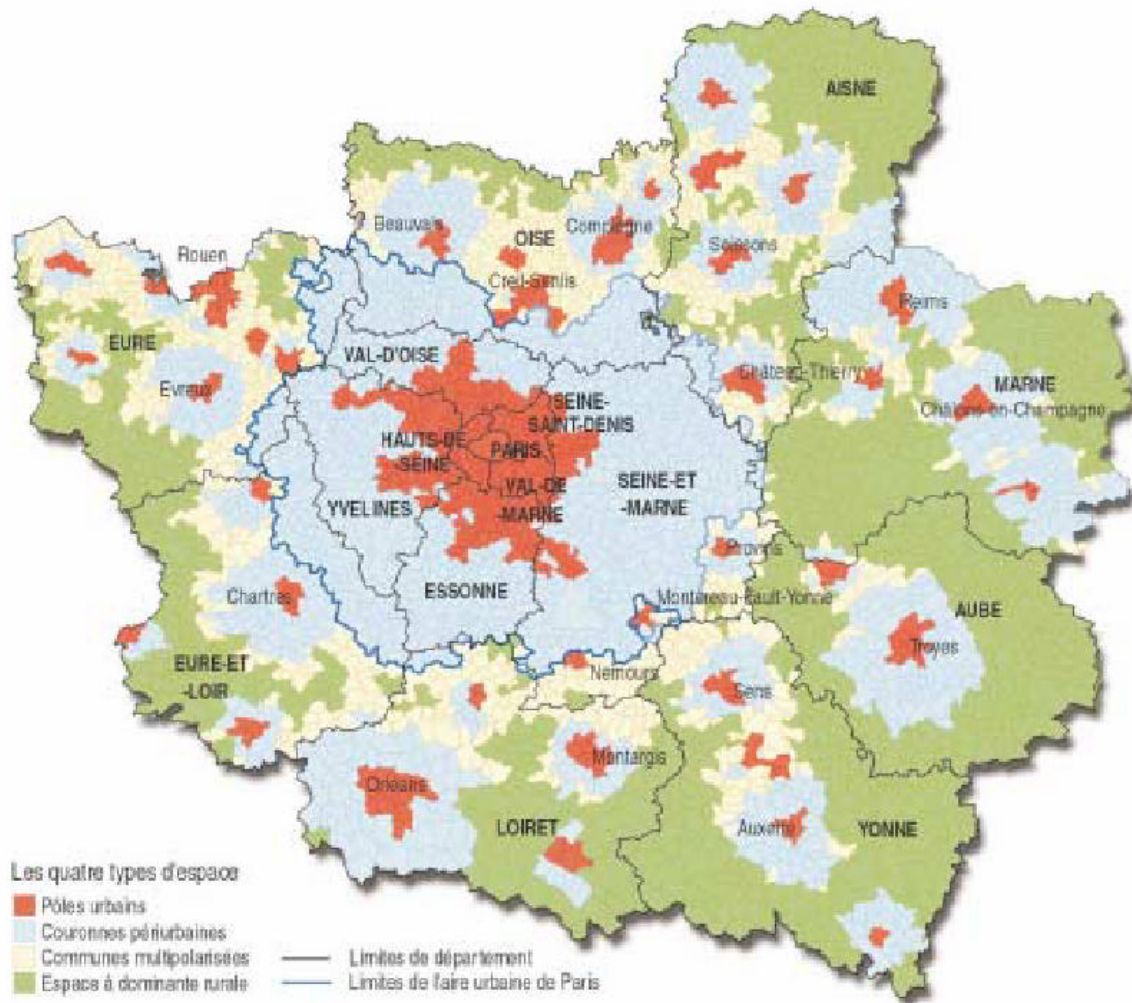 AISNE
Beauvais
OISE
Compiègne
Soissons
Rouen
Creil-Senlis
Reims
EURE
VAL-D'OISE
Château-Thierry
MARNE
Evreux
Châlons-en-Champagne
SEINE-
SAINT-DENIS
HAUTS-DE
-SEINE
PARIS
SEINE-ET
-MARNE
YVELINES
VAL-DE
-MARNE
Provins
ESSONNE
Chartres
Montereau-Fault-Yonne
AUBE
Troyes
EURE-ET
-LOIR
Nemours
Sens
Montargis
Orléans
LOIRET
Auxerre
YONNE
Les quatre types d'espace
Pôles urbains
Couronnes périurbaines
Communes multipolarisées
Espace à dominante rurale
Limites de département
Limites de l'aire urbaine de Paris